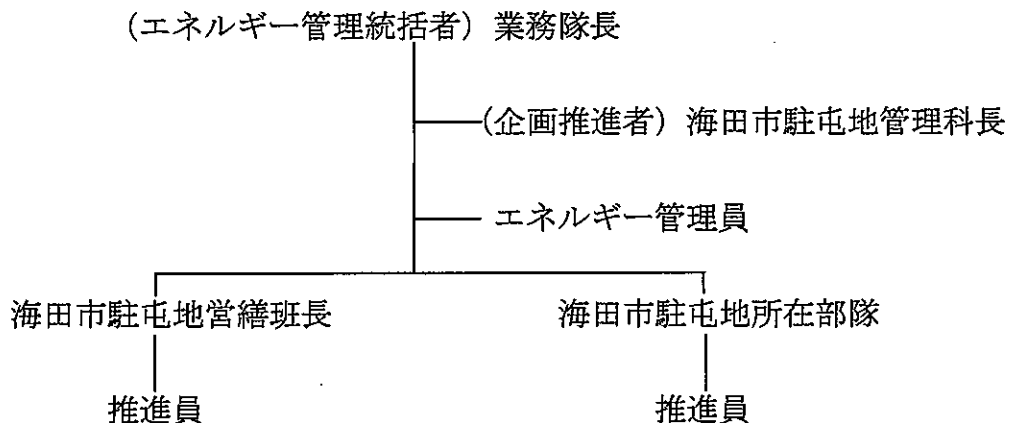 （エネルギー管理統括者）業務隊長
（企画推進者）海田市駐屯地管理科長
エネルギー管理員
海田市駐屯地営繕班長　海田市駐屯地所在部隊
推進員　推進員